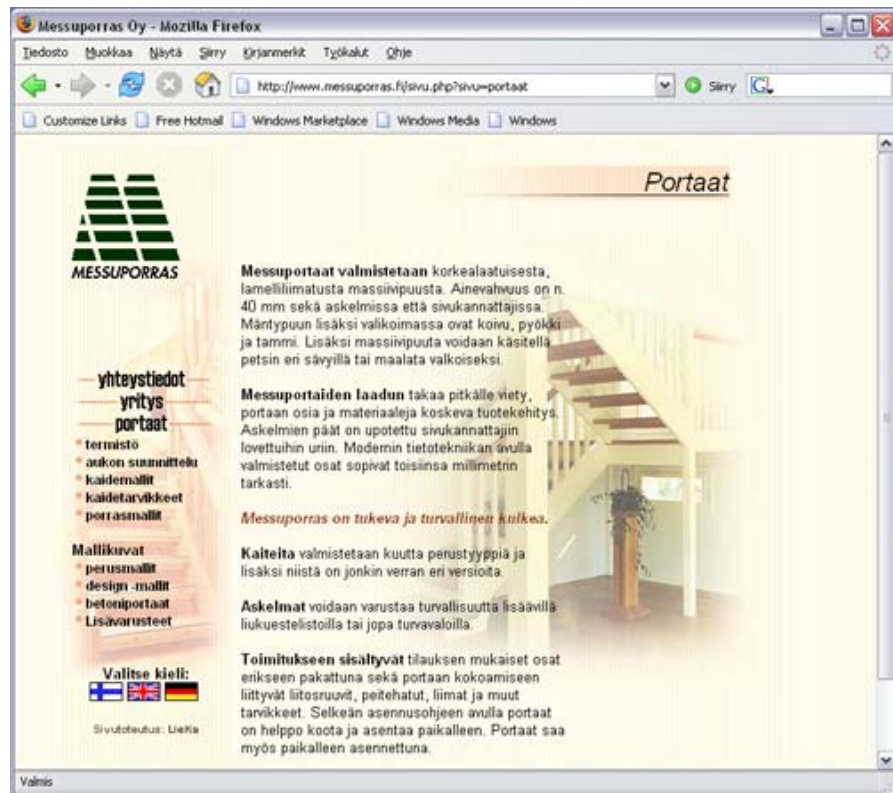 Messuporras Oy - Mozilla Firefox
Tiedosto Muokkaa Näytä Siirry Kirjanmerkit Työkalut Ohje
http://www.messuporras.fi/sivu.php?sivu=portaat
Siirry
G
Customize Links Free Hotmail Windows Marketplace Windows Media Windows
MESSUPORRAS
Portaat
yhteystiedot
yritys
portaat
termistö
aukon suunnittelu
kaidemallit
kaidetarvikkeet
porrasmallit
Mallikuvat
perusmallit
design -mallit
betoniportaat
Lisävarusteet
Valitse kieli:
Sivutoteutus: LieKa
Messuportaat valmistetaan korkealaatuisesta,
lamelliliimatusta massiivipuusta. Ainevahvuus on n.
40 mm sekä askelmissa että sivukannattajissa.
Mäntypuun lisäksi valikoimassa ovat koivu, pyökki
ja tammi. Lisäksi massiivipuuta voidaan käsitellä
petsin eri sävyillä tai maalata valkoiseksi.
Messuportaiden laadun takaa pitkälle viety,
portaan osia ja materiaaleja koskeva tuotekehitys.
Askelmien päät on upotettu sivukannattajiin
lovettuihin uriin. Modernin tietotekniikan avulla
valmistetut osat sopivat toisiinsa millimetrin
tarkasti.
Messuporras on tukeva ja turvallinen kulkea.
Kaiteita valmistetaan kuutta perustyyppiä ja
lisäksi niistä on jonkin verran eri versioita.
Askelmat voidaan varustaa turvallisuutta lisäävillä
liukuestelistoilla tai jopa turvavaloilla.
Toimitukseen sisältyvät tilauksen mukaiset osat
erikseen pakattuna sekä portaan kokoamiseen
liittyvät liitosruuvit, peitehatut, liimat ja muut
tarvikkeet. Selkeän asennusohjeen avulla portaat
on helppo koota ja asentaa paikalleen. Portaat saa
myös paikalleen asennettuna.
Valmis